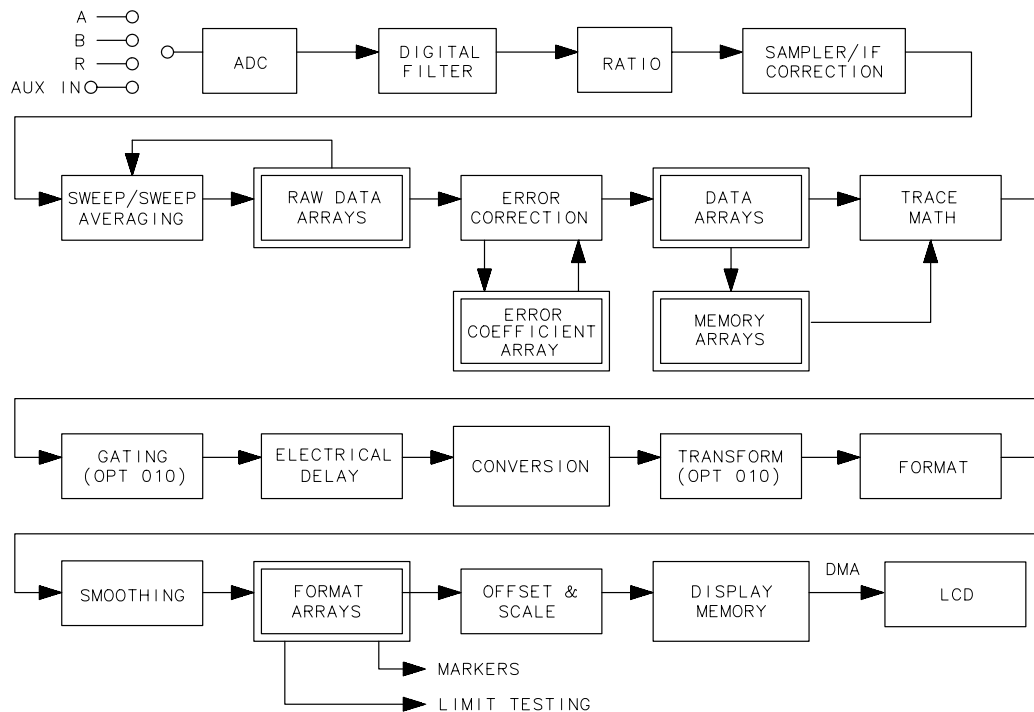 A
B
R
AUX IN
ADC
DIGITAL
FILTER
RATIO
SAMPLER/IF
CORRECTION
SWEEP/SWEEP
AVERAGING
RAW DATA
ARRAYS
ERROR
CORRECTION
DATA
ARRAYS
TRACE
MATH
ERROR
COEFFICIENT
ARRAY
MEMORY
ARRAYS
GATING
(OPT 010)
ELECTRICAL
DELAY
CONVERSION
TRANSFORM
(OPT 010)
FORMAT
SMOOTHING
FORMAT
ARRAYS
OFFSET &
SCALE
DISPLAY
MEMORY
DMA
LCD
MARKERS
LIMIT TESTING